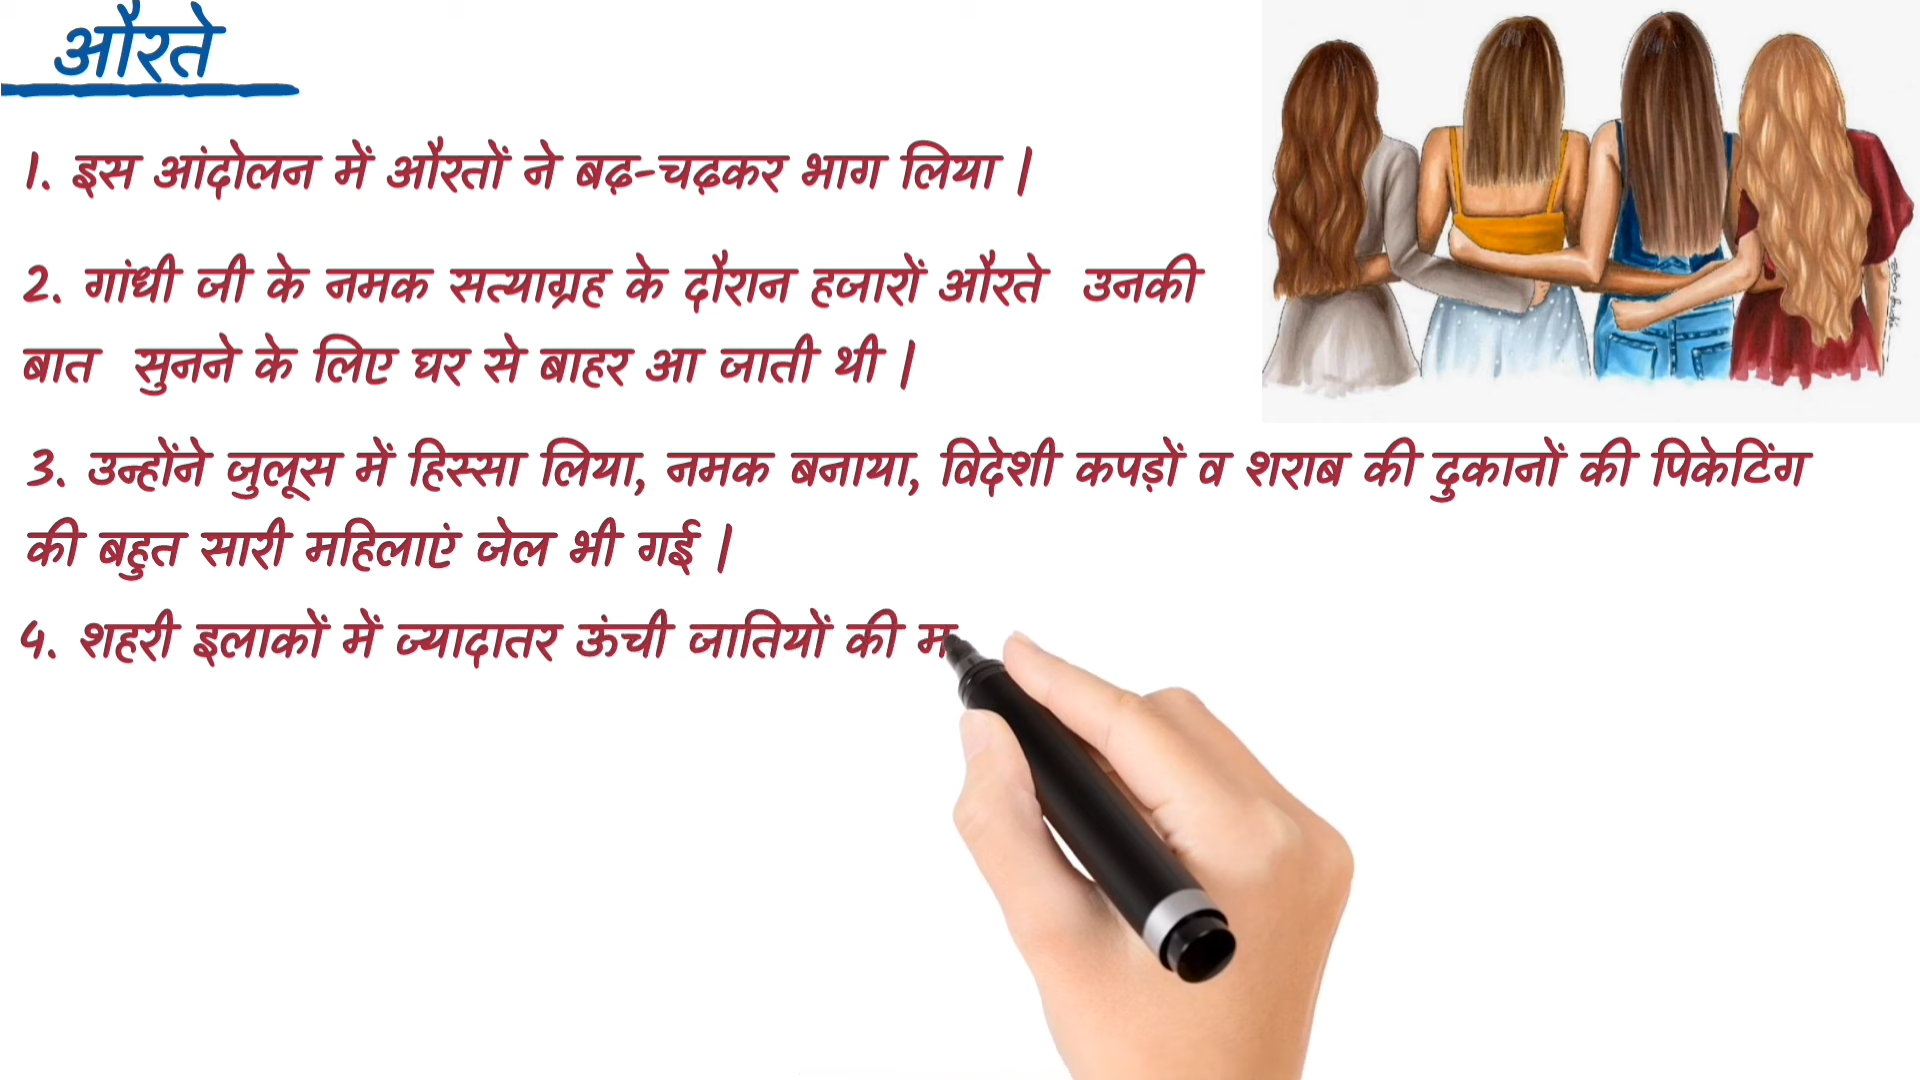 औरते
1. इस आंदोलन में औरतों ने बढ़-चढ़कर भाग लिया |
2. गांधी जी के नमक सत्याग्रह के दौरान हजारों औरते उनकी
बात सुनने के लिए घर से बाहर आ जाती थी |
3. उन्होंने जुलूस में हिस्सा लिया, नमक बनाया, विदेशी कपड़ों व शराब की दुकानों की पिकेटिंग
की बहुत सारी महिलाएं जेल भी गई |
4. शहरी इलाकों में ज्यादातर ऊंची जातियों की म